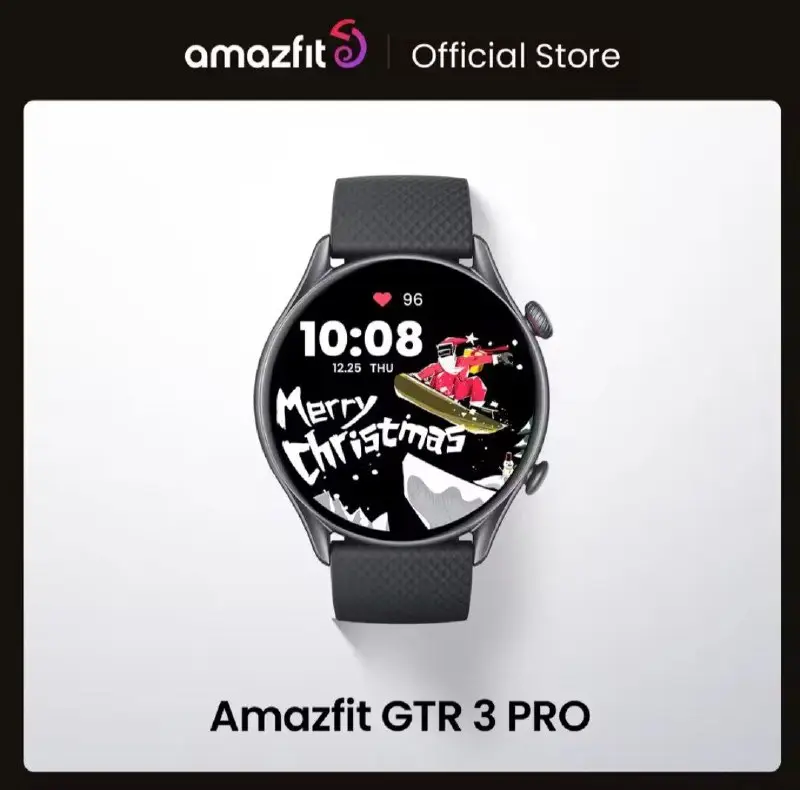 amazfit Official Store
96
10:08
12.25 THU
Merry
Christmas
Amazfit GTR 3 PRO